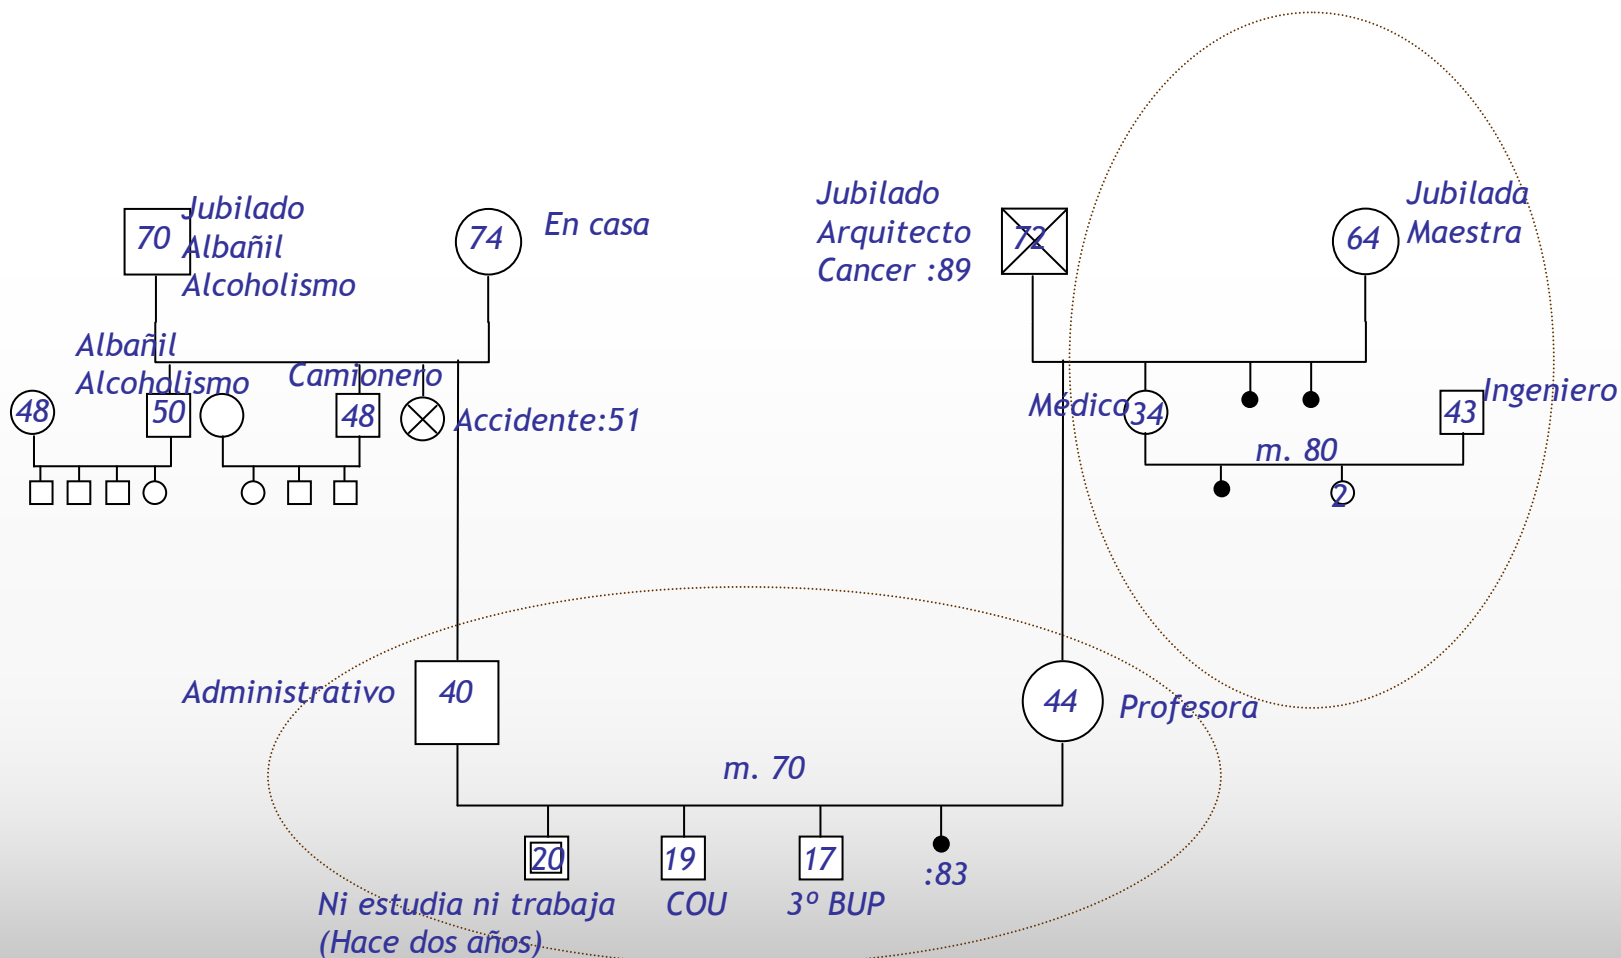 70
Jubilado
Albañil
Alcoholismo
74
En casa
Jubilado
Arquitecto
Cancer :89
72
64
Jubilada
Maestra
Albañil
Alcoholismo
Camionero
48
50
48
Accidente:51
Médico
34
43
Ingeniero
m. 80
2
Administrativo
40
44
Profesora
m. 70
20
19
17
:83
Ni estudia ni trabaja
(Hace dos años)
COU
3º BUP